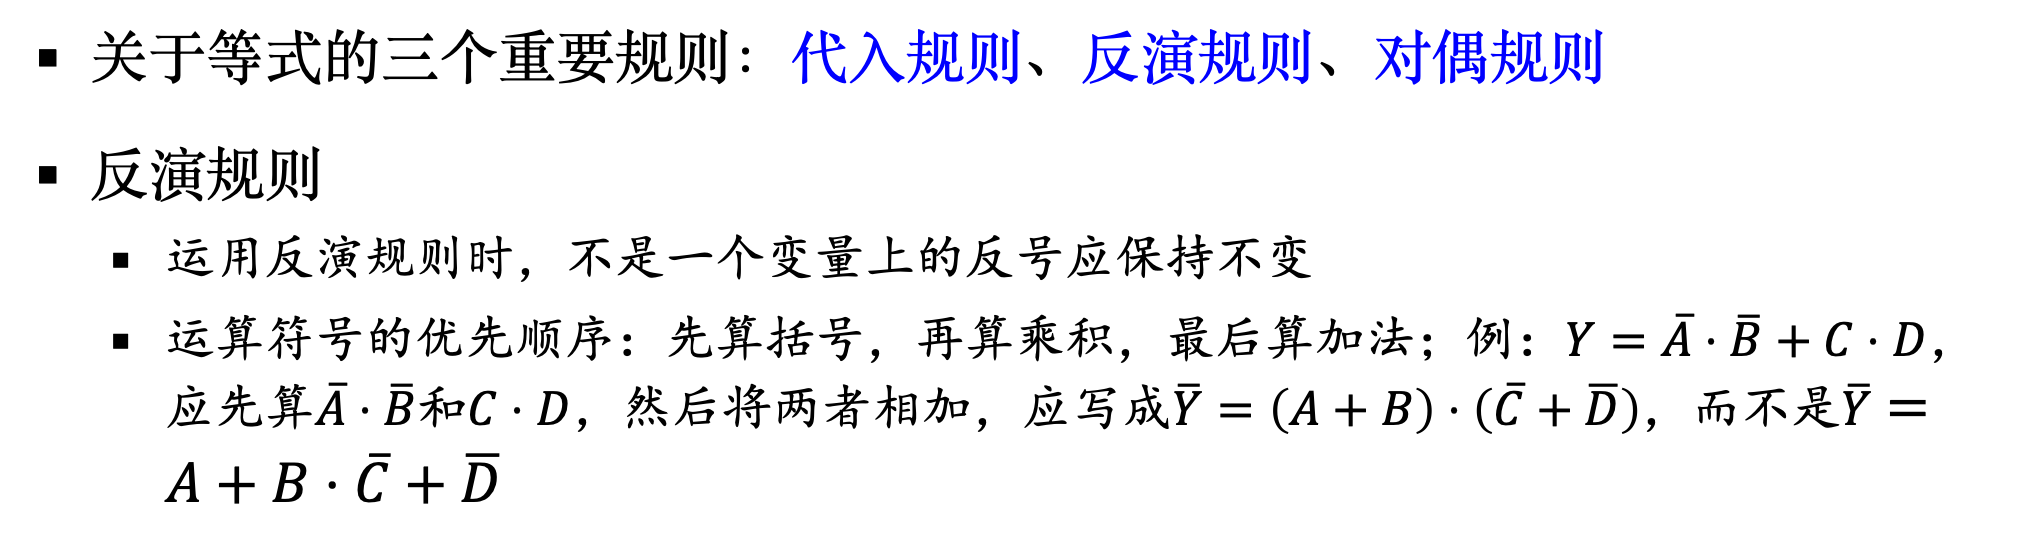 ▪ 关于等式的三个重要规则：代入规则、反演规则、对偶规则
▪ 反演规则
▪ 运用反演规则时，不是一个变量上的反号应保持不变
▪ 运算符号的优先顺序：先算括号，再算乘积，最后算加法；例：Y = A̅ · B̅ + C · D，
应先算A̅ · B̅和C · D，然后将两者相加，应写成Y̅ = (A + B) · (C̅ + D̅)，而不是Y̅ =
A + B · C̅ + D̅